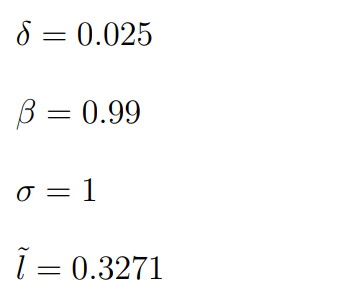 δ = 0.025
β = 0.99
σ = 1
l̃ = 0.3271